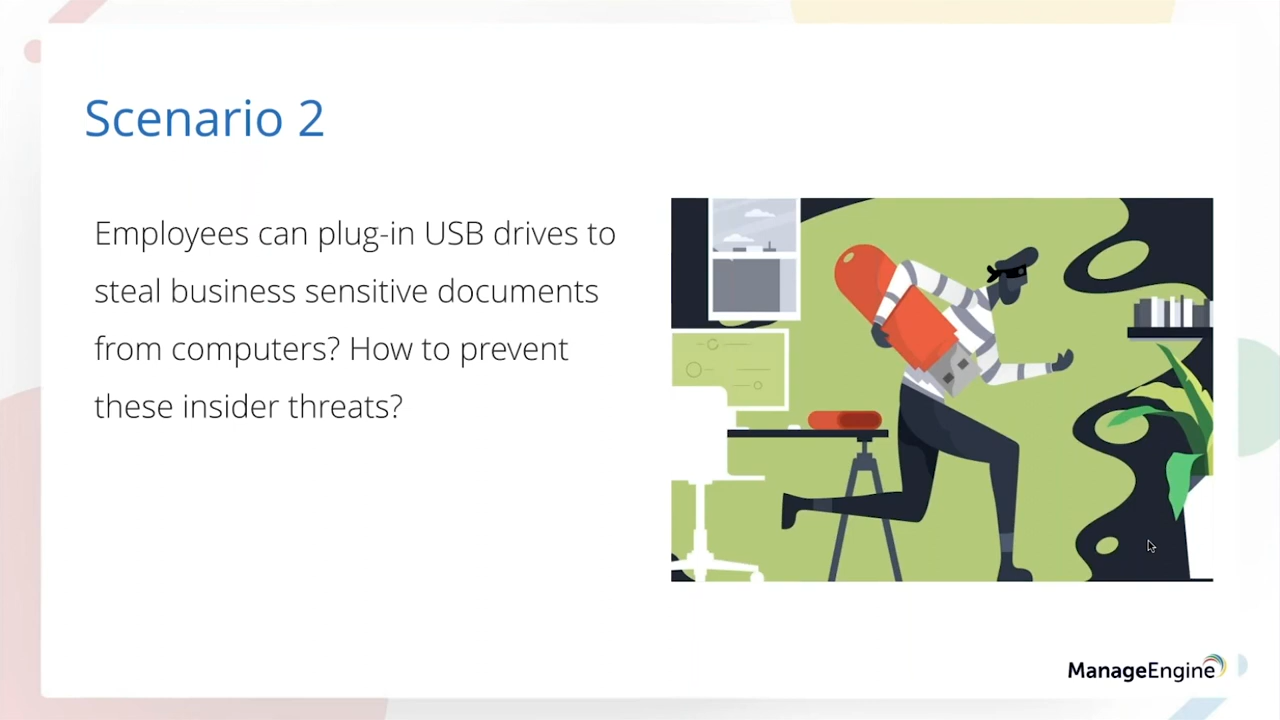 Scenario 2
Employees can plug-in USB drives to
steal business sensitive documents
from computers? How to prevent
these insider threats?
ManageEngine